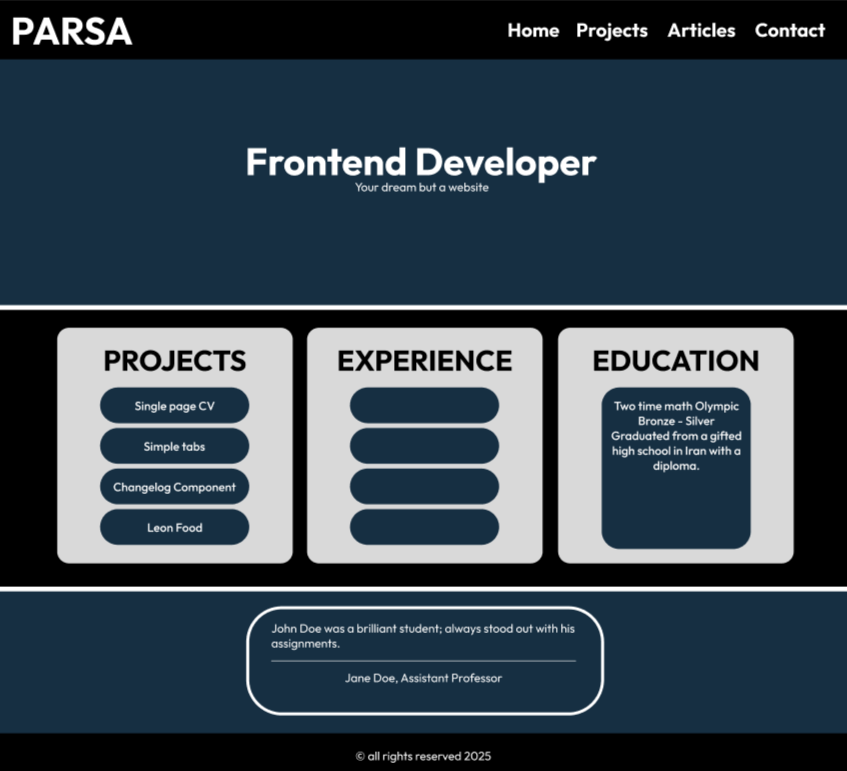 PARSA
Home Projects Articles Contact
Frontend Developer
Your dream but a website
PROJECTS
Single page CV
Simple tabs
Changelog Component
Leon Food
EXPERIENCE
EDUCATION
Two time math Olympic
Bronze - Silver
Graduated from a gifted
high school in Iran with a
diploma.
John Doe was a brilliant student; always stood out with his
assignments.
Jane Doe, Assistant Professor
© all rights reserved 2025